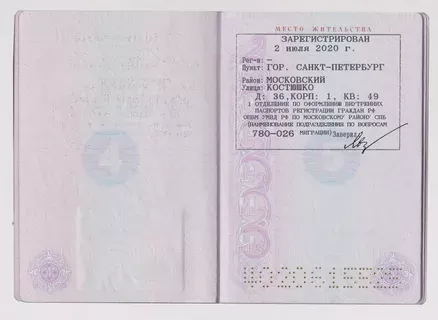 МЕСТО ЖИТЕЛЬСТВА
ЗАРЕГИСТРИРОВАН
2 июля 2020 г.
Рег-н: –
Пункт: ГОР. САНКТ-ПЕТЕРБУРГ
Район: МОСКОВСКИЙ
Улица: КОСТЮШКО
Д: 36,КОРП: 1, КВ: 49
1 ОТДЕЛЕНИЕ ПО ОФОРМЛЕНИЮ ВНУТРЕННИХ
ПАСПОРТОВ РЕГИСТРАЦИИ ГРАЖДАН РФ
ОВМ УМВД РФ ПО МОСКОВСКОМУ РАЙОНУ СПБ
(НАИМЕНОВАНИЯ ПОДРАЗДЕЛЕНИЯ ПО ВОПРОСАМ
780-026 МИГРАЦИИ) Заверил